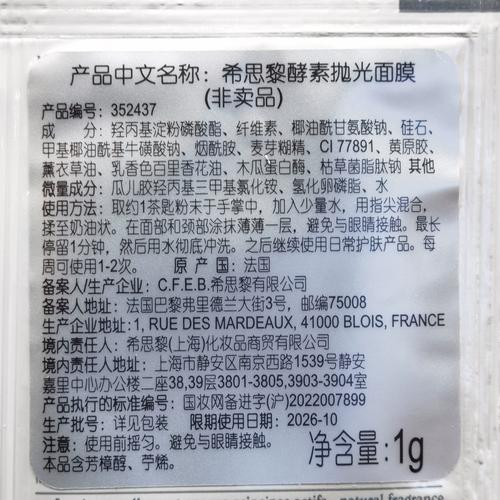 产品中文名称：希思黎酵素抛光面膜
(非卖品)
产品编号：352437
成　分：羟丙基淀粉磷酸酯、纤维素、椰油酰甘氨酸钠、硅石、
甲基椰油酰基牛磺酸钠、烟酰胺、麦芽糊精、CI 77891、黄原胶、
薰衣草油、乳香色百里香花油、木瓜蛋白酶、枯草菌脂肽钠 其他
微量成分：瓜儿胶羟丙基三甲基氯化铵、氢化卵磷脂、水
使用方法：取约1茶匙粉末于手掌中，加入少量水，用指尖混合，
揉至奶油状。在面部和颈部涂抹薄薄一层，避免与眼睛接触。最长
停留1分钟，然后用水彻底冲洗。之后继续使用日常护肤产品。每
周可使用1-2次。 原 产 国：法国
备案人/生产企业：C.F.E.B.希思黎有限公司
备案人地址：法国巴黎弗里德兰大街3号，邮编75008
生产企业地址:1, RUE DES MARDEAUX, 41000 BLOIS, FRANCE
境内责任人：希思黎(上海)化妆品商贸有限公司
境内责任人地址：上海市静安区南京西路1539号静安
嘉里中心办公楼二座38,39层3801-3805,3903-3904室
产品执行的标准编号：国妆网备进字(沪)2022007899
生产批号：详见包装 限期使用日期：2026-10
注意：使用前摇匀。避免与眼睛接触。
本品含芳樟醇、苧烯。
净含量:1g